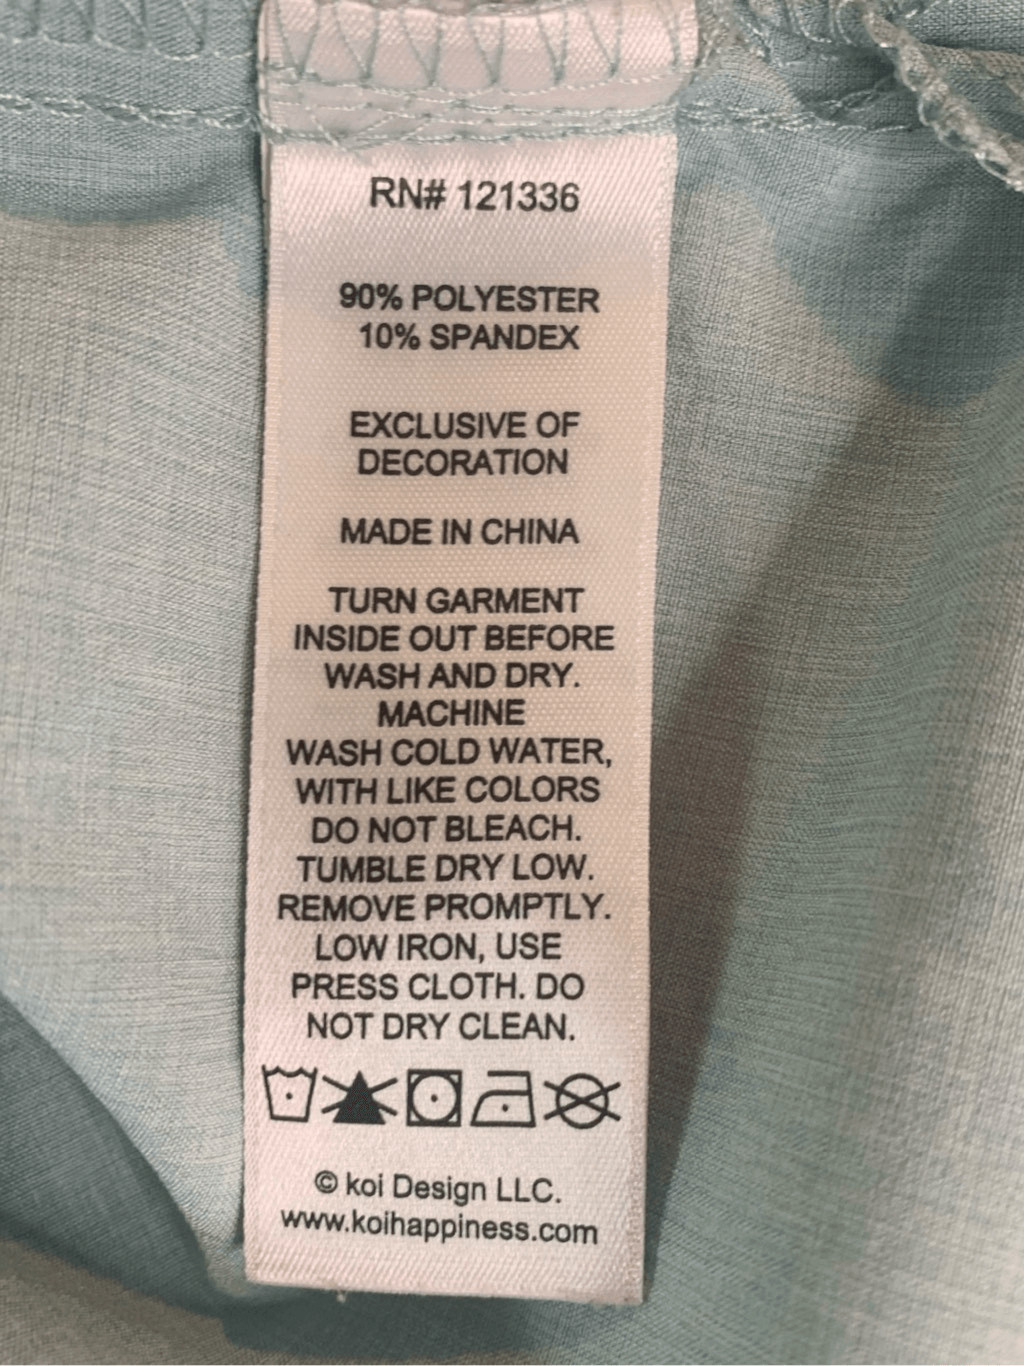 RN# 121336
90% POLYESTER
10% SPANDEX
EXCLUSIVE OF
DECORATION
MADE IN CHINA
TURN GARMENT
INSIDE OUT BEFORE
WASH AND DRY.
MACHINE
WASH COLD WATER,
WITH LIKE COLORS
DO NOT BLEACH.
TUMBLE DRY LOW.
REMOVE PROMPTLY.
LOW IRON, USE
PRESS CLOTH. DO
NOT DRY CLEAN.
© koi Design LLC.
www.koihappiness.com